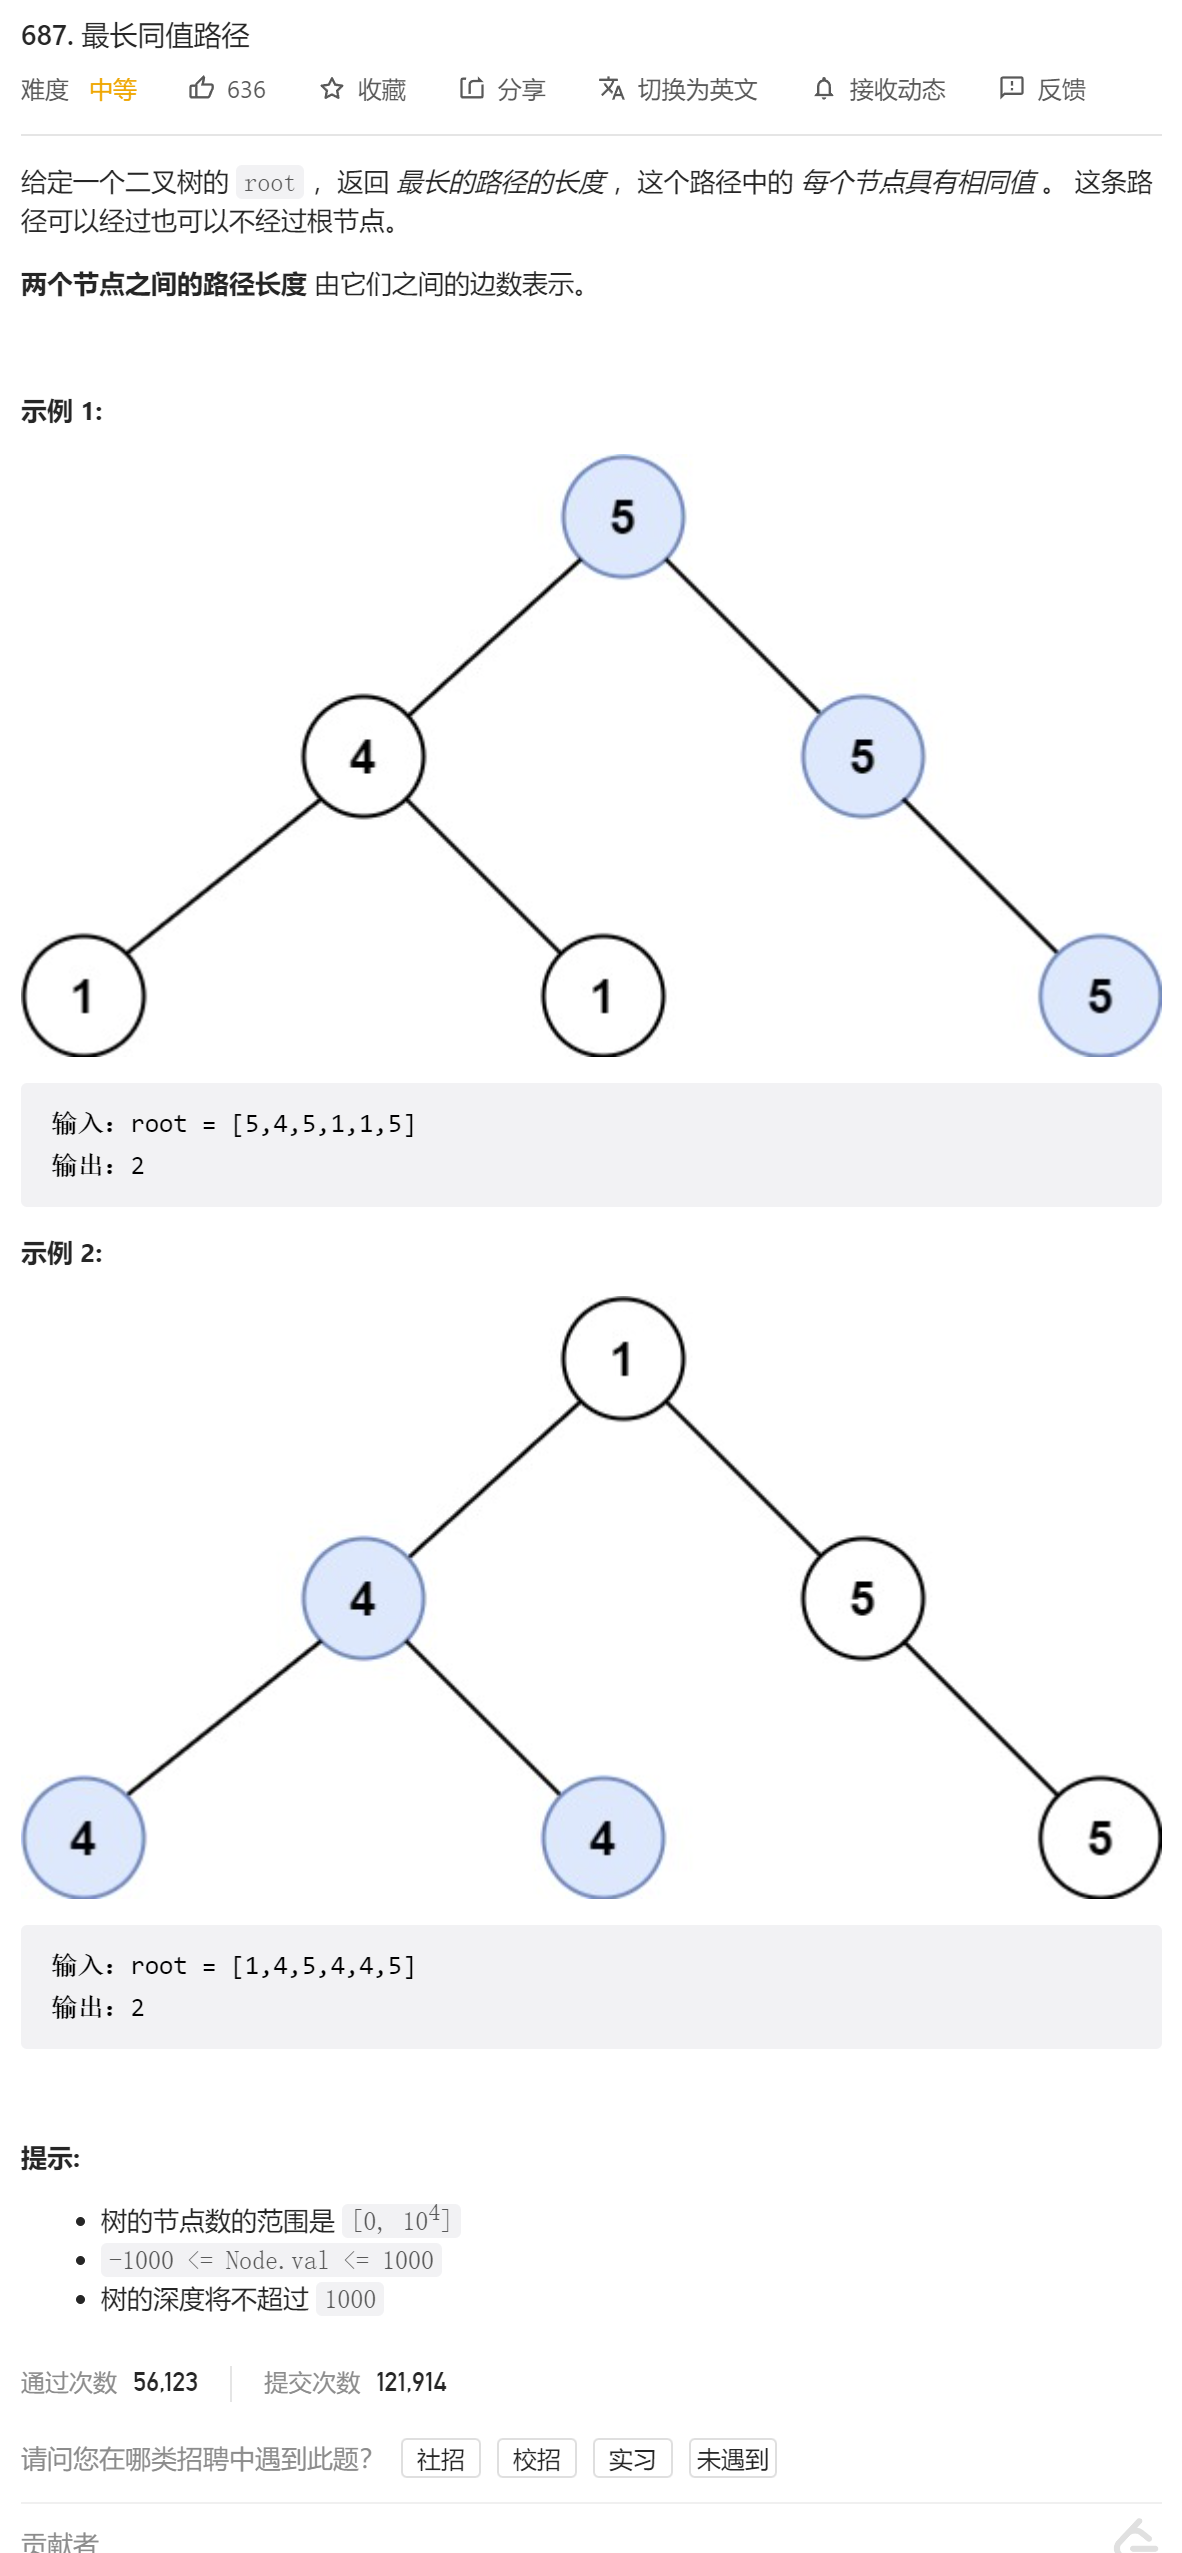 687. 最长同值路径
难度 中等 636 收藏 分享 切换为英文 接收动态 反馈
给定一个二叉树的 root ，返回 最长的路径的长度 ，这个路径中的 每个节点具有相同值 。 这条路
径可以经过也可以不经过根节点。
两个节点之间的路径长度 由它们之间的边数表示。
示例 1:
5
4 5
1 1 5
输入：root = [5,4,5,1,1,5]
输出：2
示例 2:
1
4 5
4 4 5
输入：root = [1,4,5,4,4,5]
输出：2
提示:
• 树的节点数的范围是 [0, 10⁴]
• -1000 <= Node.val <= 1000
• 树的深度将不超过 1000
通过次数 56,123 提交次数 121,914
请问您在哪类招聘中遇到此题？ 社招 校招 实习 未遇到
贡献者